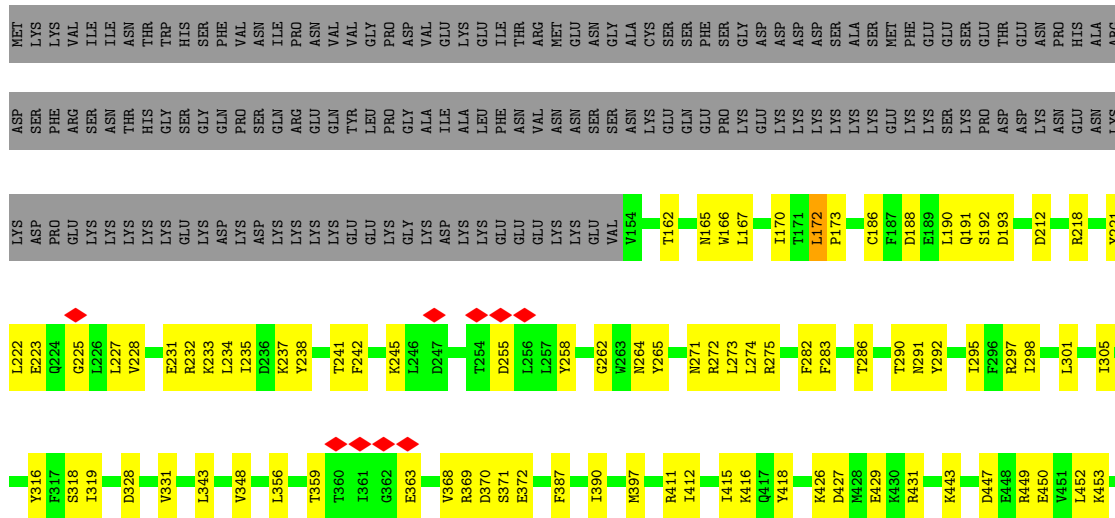 MET LYS LYS VAL ILE ILE ASN THR TRP HIS SER PHE VAL ASN ILE PRO ASN VAL VAL GLY PRO ASP VAL GLU LYS GLU ILE THR ARG MET GLU ASN GLY ALA CYS SER SER PHE SER GLY ASP ASP ASP ASP SER ALA SER MET PHE GLU GLU SER GLU THR GLU ASN PRO HIS ALA ARG
ASP SER PHE ARG SER ASN THR HIS GLY SER GLY GLN PRO SER GLN ARG GLU GLN TYR LEU PRO GLY ALA ILE ALA LEU PHE ASN VAL ASN ASN SER SER ASN LYS GLU GLN GLU PRO LYS GLU LYS LYS LYS LYS LYS LYS GLU LYS LYS SER LYS PRO ASP ASP LYS ASN GLU ASN LYS
LYS ASP PRO GLU LYS LYS LYS LYS LYS GLU LYS ASP LYS ASP LYS LYS LYS LYS GLU GLU LYS GLY LYS ASP LYS LYS GLU GLU GLU LYS LYS GLU VAL V154 T162 N165 W166 L167 I170 T171 L172 P173 C186 F187 D188 E189 L190 Q191 S192 D193 D212 R218 Y221
L222 E223 Q224 G225 L226 L227 V228 E231 R232 K233 L234 I235 D236 K237 Y238 T241 F242 K245 L246 D247 T254 D255 L256 L257 Y258 G262 W263 N264 Y265 N271 R272 L273 L274 R275 F282 F283 T286 T290 N291 Y292 I295 F296 R297 I298 L301 I305
Y316 F317 S318 I319 D328 V331 L343 V348 L356 T359 T360 I361 G362 E363 V368 R369 D370 S371 E372 F387 I390 M397 R411 I412 I415 K416 Q417 Y418 K426 D427 M428 E429 K430 R431 K443 D447 E448 R449 E450 V451 L452 K453